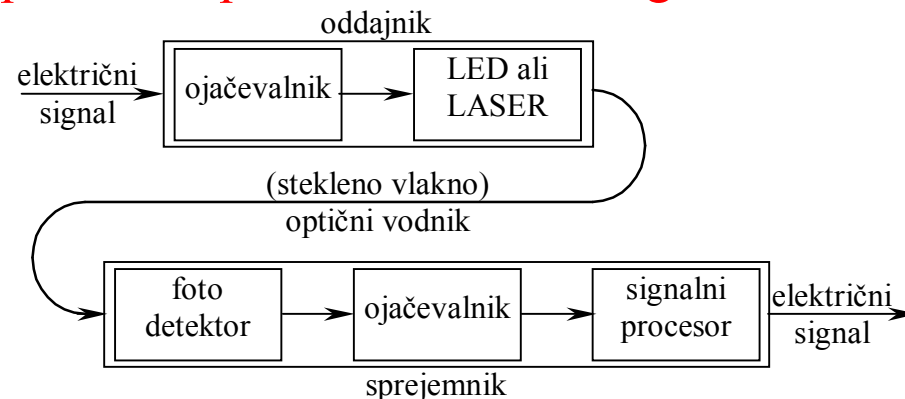 oddajnik
električni
signal
ojačevalnik
LED ali
LASER
(stekleno vlakno)
optični vodnik
foto
detektor
ojačevalnik
signalni
procesor
električni
signal
sprejemnik